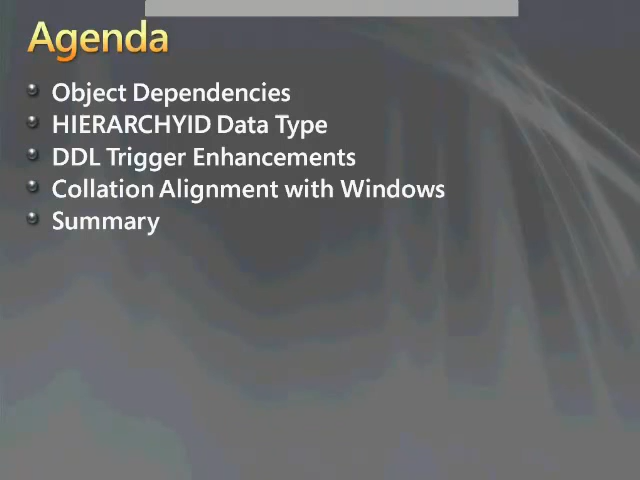 Agenda
Object Dependencies
HIERARCHYID Data Type
DDL Trigger Enhancements
Collation Alignment with Windows
Summary